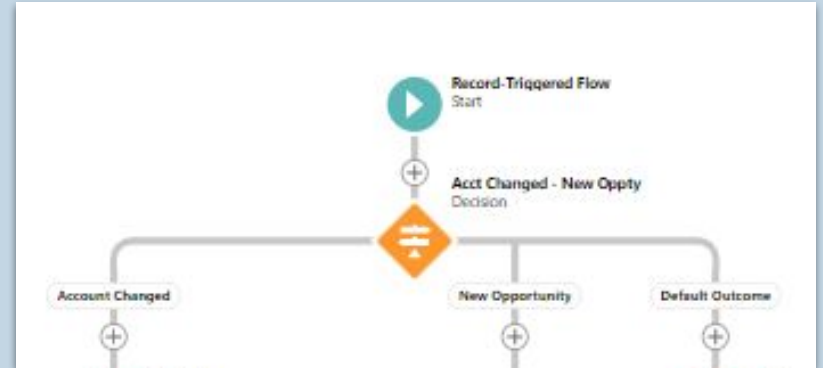 Record-Triggered Flow
Start
Acct Changed - New Oppty
Decision
Account Changed
New Opportunity
Default Outcome